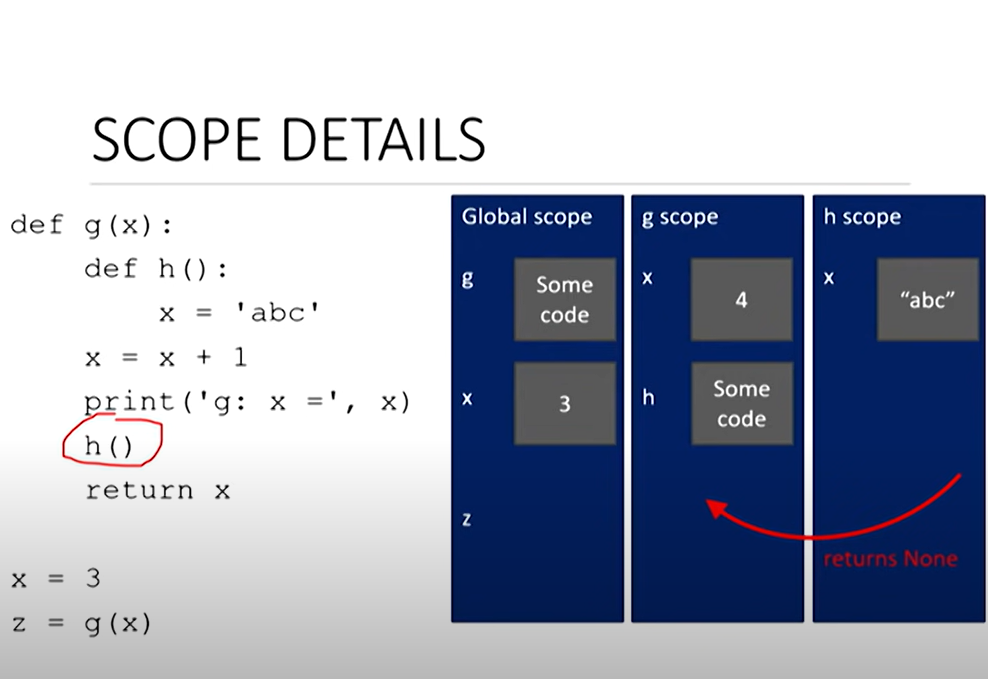 SCOPE DETAILS
def g(x):
    def h():
        x = 'abc'
    x = x + 1
    print('g: x =', x)
    h()
    return x
x = 3
z = g(x)
Global scope
g
Some
code
x
3
z
g scope
x
4
h
Some
code
h scope
x
“abc”
returns None